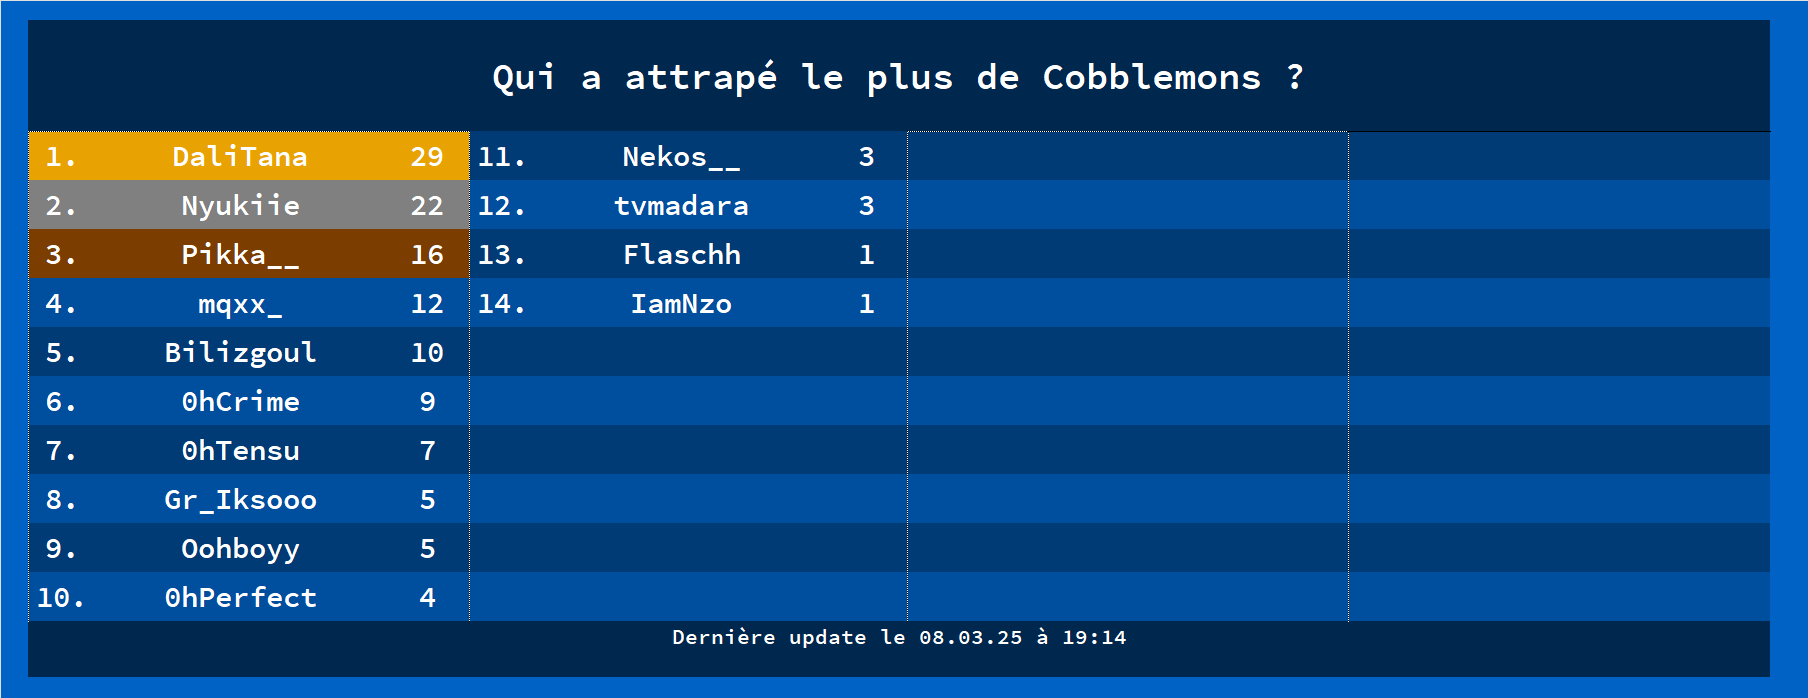 Qui a attrapé le plus de Cobblemons ?
1. DaliTana 29
2. Nyukiie 22
3. Pikka__ 16
4. mqxx_ 12
5. Bilizgoul 10
6. 0hCrime 9
7. 0hTensu 7
8. Gr_Iksooo 5
9. Oohboyy 5
10. 0hPerfect 4
11. Nekos__ 3
12. tvmadara 3
13. Flaschh 1
14. IamNzo 1
Dernière update le 08.03.25 à 19:14